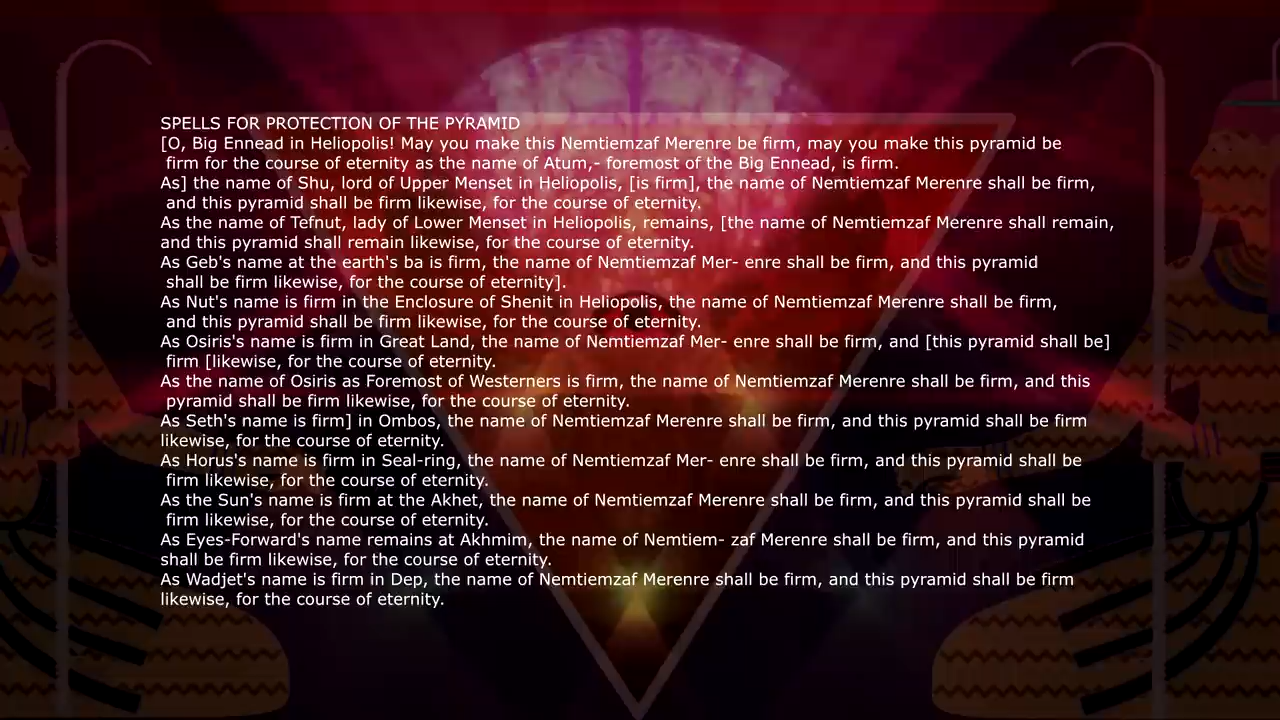 SPELLS FOR PROTECTION OF THE PYRAMID
[O, Big Ennead in Heliopolis! May you make this Nemtiemzaf Merenre be firm, may you make this pyramid be
firm for the course of eternity as the name of Atum,- foremost of the Big Ennead, is firm.
As] the name of Shu, lord of Upper Menset in Heliopolis, [is firm], the name of Nemtiemzaf Merenre shall be firm,
and this pyramid shall be firm likewise, for the course of eternity.
As the name of Tefnut, lady of Lower Menset in Heliopolis, remains, [the name of Nemtiemzaf Merenre shall remain,
and this pyramid shall remain likewise, for the course of eternity.
As Geb's name at the earth's ba is firm, the name of Nemtiemzaf Mer- enre shall be firm, and this pyramid
shall be firm likewise, for the course of eternity].
As Nut's name is firm in the Enclosure of Shenit in Heliopolis, the name of Nemtiemzaf Merenre shall be firm,
and this pyramid shall be firm likewise, for the course of eternity.
As Osiris's name is firm in Great Land, the name of Nemtiemzaf Mer- enre shall be firm, and [this pyramid shall be]
firm [likewise, for the course of eternity.
As the name of Osiris as Foremost of Westerners is firm, the name of Nemtiemzaf Merenre shall be firm, and this
pyramid shall be firm likewise, for the course of eternity.
As Seth's name is firm] in Ombos, the name of Nemtiemzaf Merenre shall be firm, and this pyramid shall be firm
likewise, for the course of eternity.
As Horus's name is firm in Seal-ring, the name of Nemtiemzaf Mer- enre shall be firm, and this pyramid shall be
firm likewise, for the course of eternity.
As the Sun's name is firm at the Akhet, the name of Nemtiemzaf Merenre shall be firm, and this pyramid shall be
firm likewise, for the course of eternity.
As Eyes-Forward's name remains at Akhmim, the name of Nemtiem- zaf Merenre shall be firm, and this pyramid
shall be firm likewise, for the course of eternity.
As Wadjet's name is firm in Dep, the name of Nemtiemzaf Merenre shall be firm, and this pyramid shall be firm
likewise, for the course of eternity.